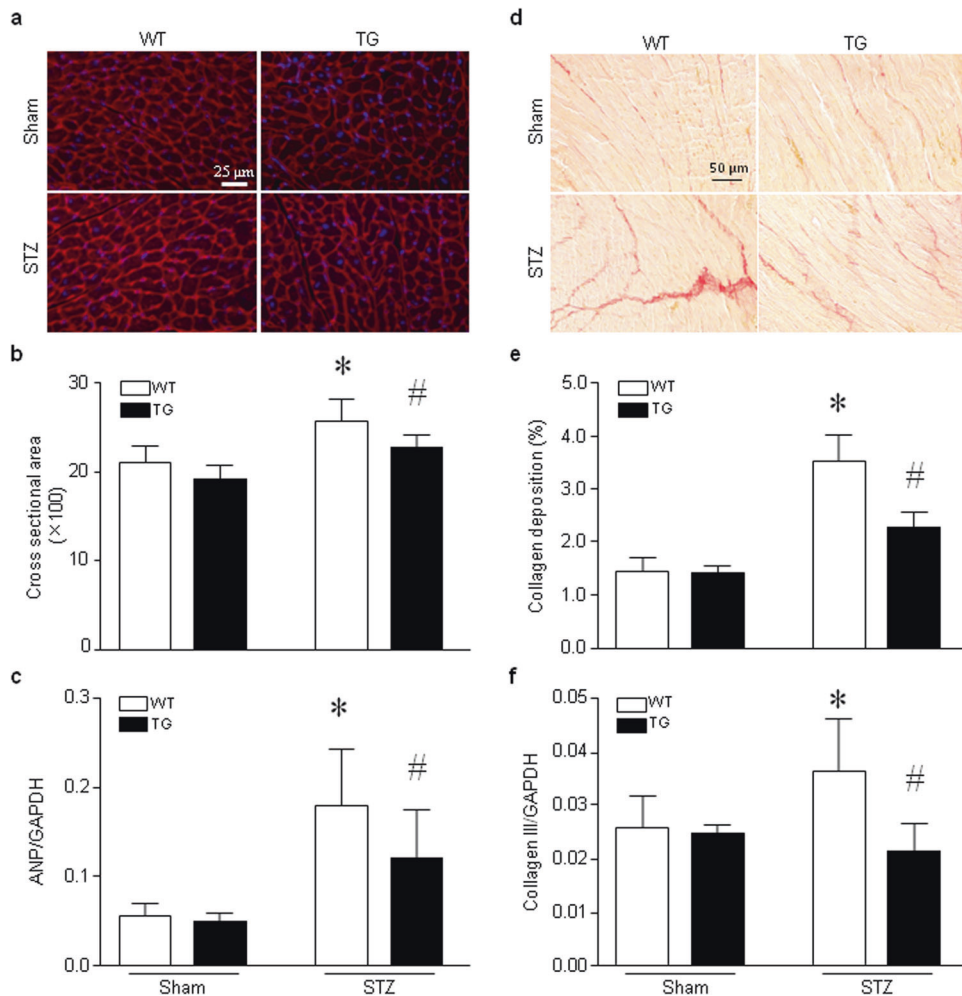 a
WT TG
Sham
25 μm
STZ
b
30
20
10
0
Cross sectional area
(×100)
WT
TG
*
#
c
0.3
0.2
0.1
0.0
ANP/GAPDH
WT
TG
*
#
Sham STZ
d
WT TG
Sham
50 μm
STZ
e
5.0
4.0
3.0
2.0
1.0
0.0
Collagen deposition (%)
WT
TG
*
#
f
0.05
0.04
0.03
0.02
0.01
0.00
Collagen III/GAPDH
WT
TG
*
#
Sham STZ